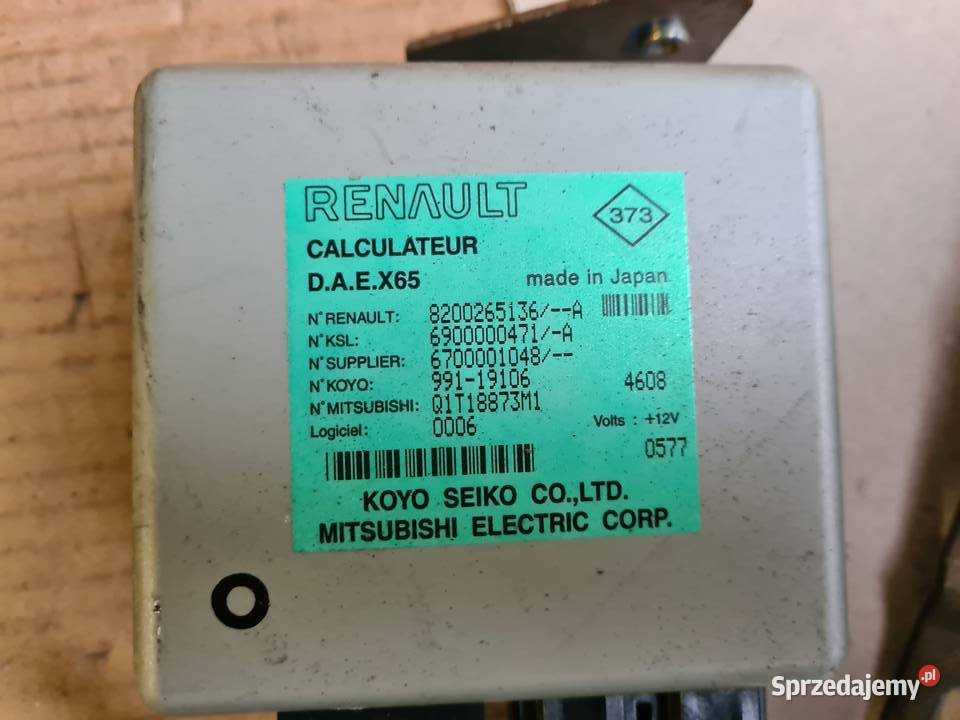 RENAULT
373
CALCULATEUR
D.A.E.X65
made in Japan
N°RENAULT: 8200265136/--A
N°KSL: 6900000471/-A
N°SUPPLIER: 6700001048/--
N°KOYO: 991-19106
4608
N°MITSUBISHI: Q1T18873M1
Volts : +12V
Logiciel: 0006
0577
KOYO SEIKO CO.,LTD.
MITSUBISHI ELECTRIC CORP.
Sprzedajemy.pl